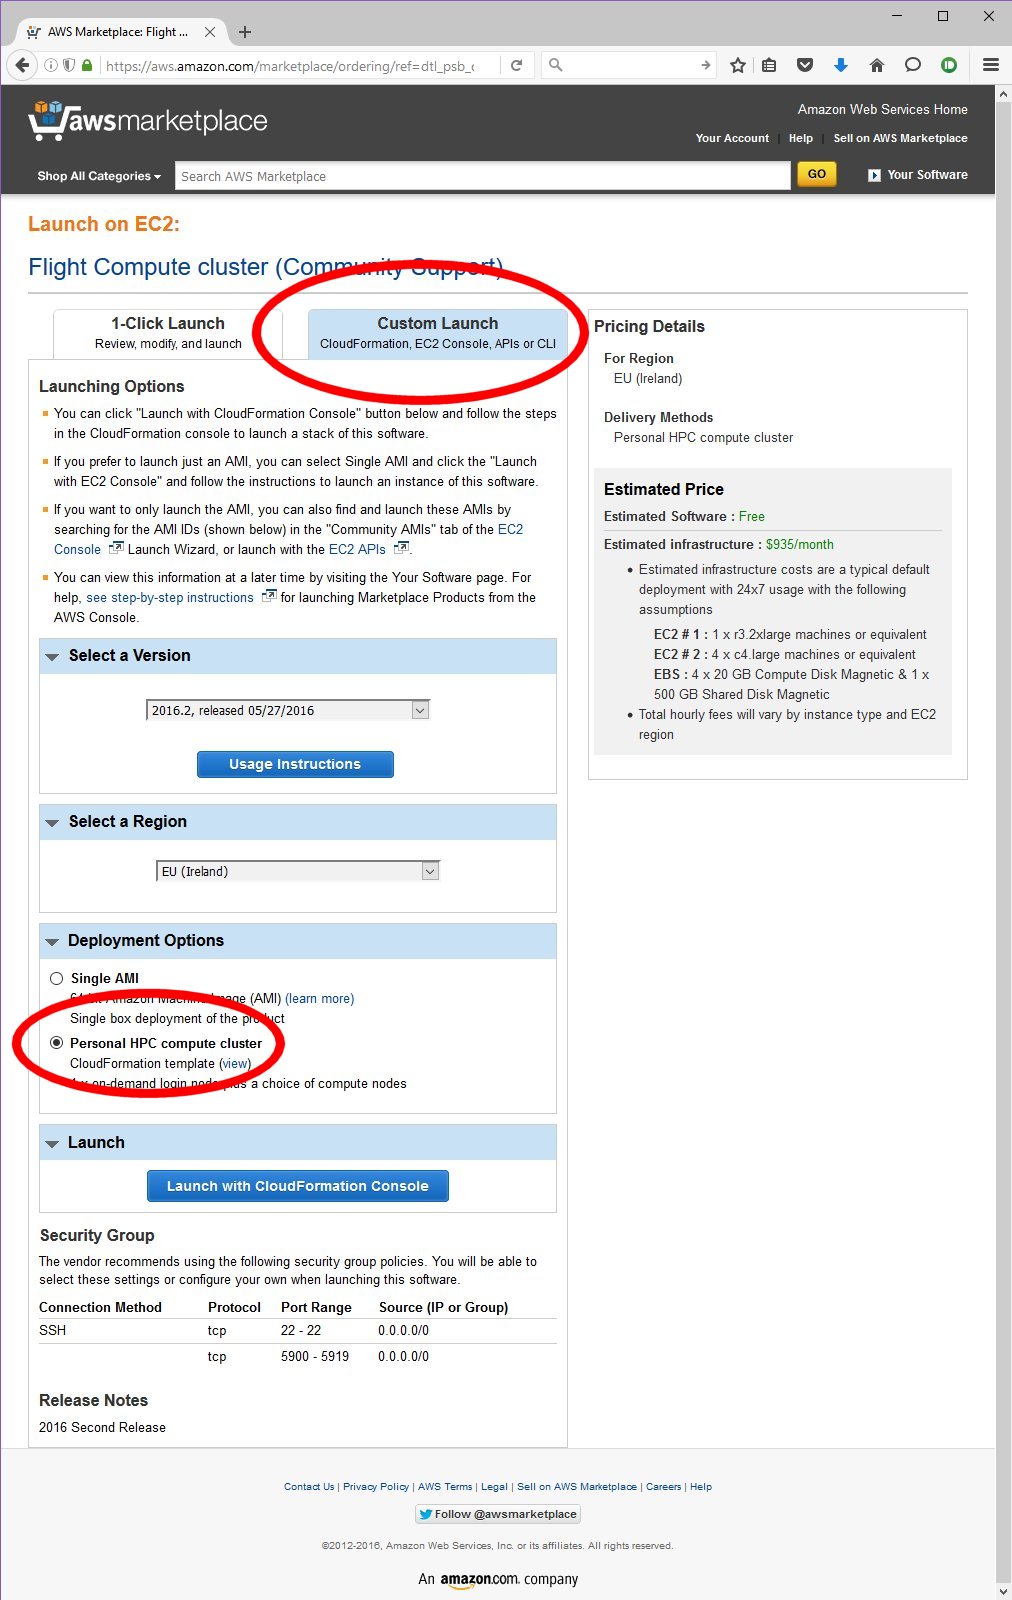 AWS Marketplace: Flight ...
https://aws.amazon.com/marketplace/ordering/ref=dtl_psb_c
awsmarketplace
Amazon Web Services Home
Your Account | Help | Sell on AWS Marketplace
Shop All Categories
Search AWS Marketplace
GO
Your Software
Launch on EC2:
Flight Compute cluster (Community Support)
1-Click Launch
Review, modify, and launch
Custom Launch
CloudFormation, EC2 Console, APIs or CLI
Launching Options
You can click "Launch with CloudFormation Console" button below and follow the steps
in the CloudFormation console to launch a stack of this software.
If you prefer to launch just an AMI, you can select Single AMI and click the "Launch
with EC2 Console" and follow the instructions to launch an instance of this software.
If you want to only launch the AMI, you can also find and launch these AMIs by
searching for the AMI IDs (shown below) in the "Community AMIs" tab of the EC2
Console Launch Wizard, or launch with the EC2 APIs .
You can view this information at a later time by visiting the Your Software page. For
help, see step-by-step instructions for launching Marketplace Products from the
AWS Console.
Select a Version
2016.2, released 05/27/2016
Usage Instructions
Select a Region
EU (Ireland)
Deployment Options
Single AMI
64-bit Amazon Machine Image (AMI) (learn more)
Single box deployment of the product
Personal HPC compute cluster
CloudFormation template (view)
1 x on-demand login node plus a choice of compute nodes
Launch
Launch with CloudFormation Console
Security Group
The vendor recommends using the following security group policies. You will be able to
select these settings or configure your own when launching this software.
Connection Method Protocol Port Range Source (IP or Group)
SSH tcp 22 - 22 0.0.0.0/0
tcp 5900 - 5919 0.0.0.0/0
Release Notes
2016 Second Release
Pricing Details
For Region
EU (Ireland)
Delivery Methods
Personal HPC compute cluster
Estimated Price
Estimated Software : Free
Estimated infrastructure : $935/month
Estimated infrastructure costs are a typical default
deployment with 24x7 usage with the following
assumptions
EC2 # 1 : 1 x r3.2xlarge machines or equivalent
EC2 # 2 : 4 x c4.large machines or equivalent
EBS : 4 x 20 GB Compute Disk Magnetic & 1 x
500 GB Shared Disk Magnetic
Total hourly fees will vary by instance type and EC2
region
Contact Us | Privacy Policy | AWS Terms | Legal | Sell on AWS Marketplace | Careers | Help
Follow @awsmarketplace
©2012-2016, Amazon Web Services, Inc. or its affiliates. All rights reserved.
An amazon.com. company